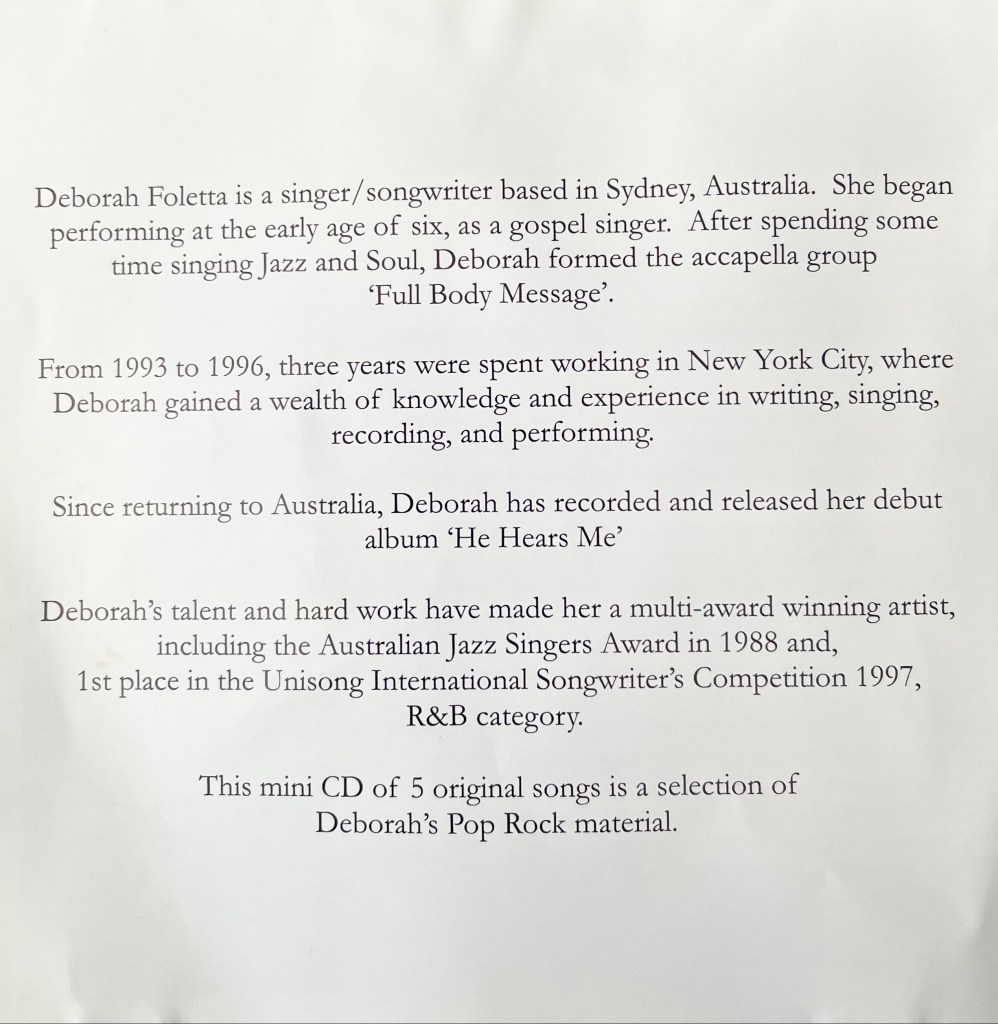 Deborah Foletta is a singer/songwriter based in Sydney, Australia.  She began
performing at the early age of six, as a gospel singer.  After spending some
time singing Jazz and Soul, Deborah formed the accapella group
‘Full Body Message’.
From 1993 to 1996, three years were spent working in New York City, where
Deborah gained a wealth of knowledge and experience in writing, singing,
recording, and performing.
Since returning to Australia, Deborah has recorded and released her debut
album ‘He Hears Me’
Deborah’s talent and hard work have made her a multi-award winning artist,
including the Australian Jazz Singers Award in 1988 and,
1st place in the Unisong International Songwriter’s Competition 1997,
R&B category.
This mini CD of 5 original songs is a selection of
Deborah’s Pop Rock material.